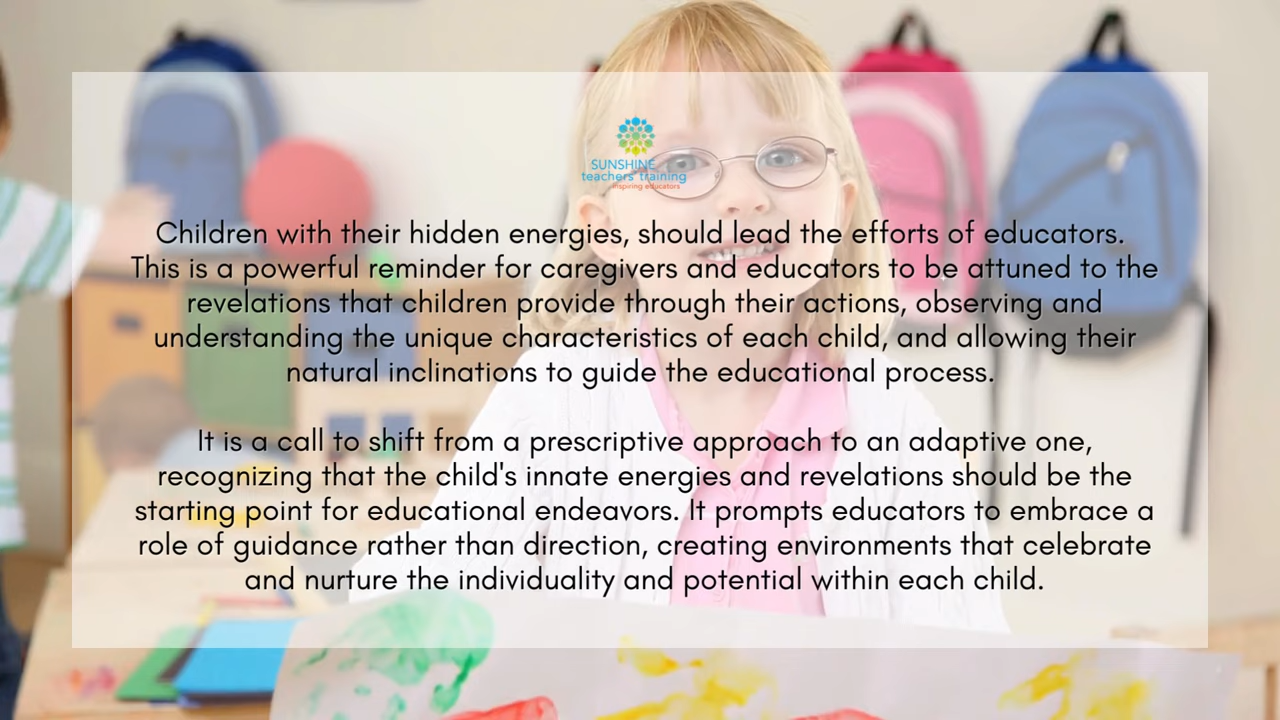 SUNSHINE
teachers' training
inspiring educators
Children with their hidden energies, should lead the efforts of educators.
This is a powerful reminder for caregivers and educators to be attuned to the
revelations that children provide through their actions, observing and
understanding the unique characteristics of each child, and allowing their
natural inclinations to guide the educational process.
It is a call to shift from a prescriptive approach to an adaptive one,
recognizing that the child's innate energies and revelations should be the
starting point for educational endeavors. It prompts educators to embrace a
role of guidance rather than direction, creating environments that celebrate
and nurture the individuality and potential within each child.